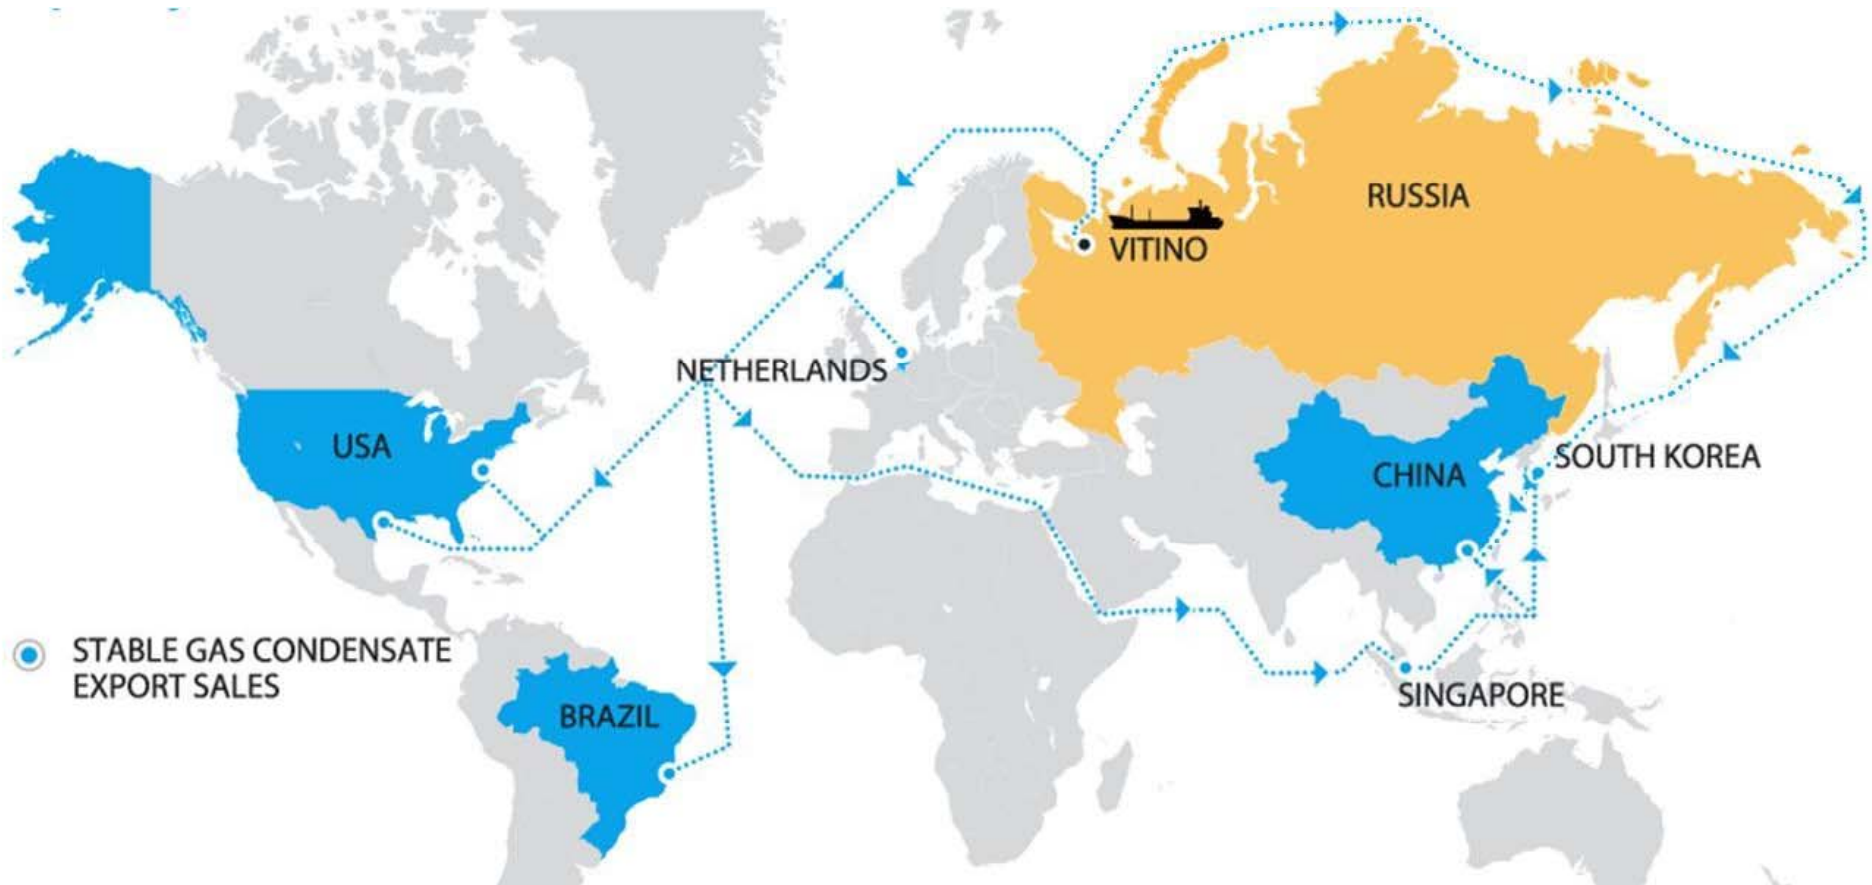 RUSSIA
VITINO
NETHERLANDS
USA
CHINA
SOUTH KOREA
STABLE GAS CONDENSATE
EXPORT SALES
SINGAPORE
BRAZIL